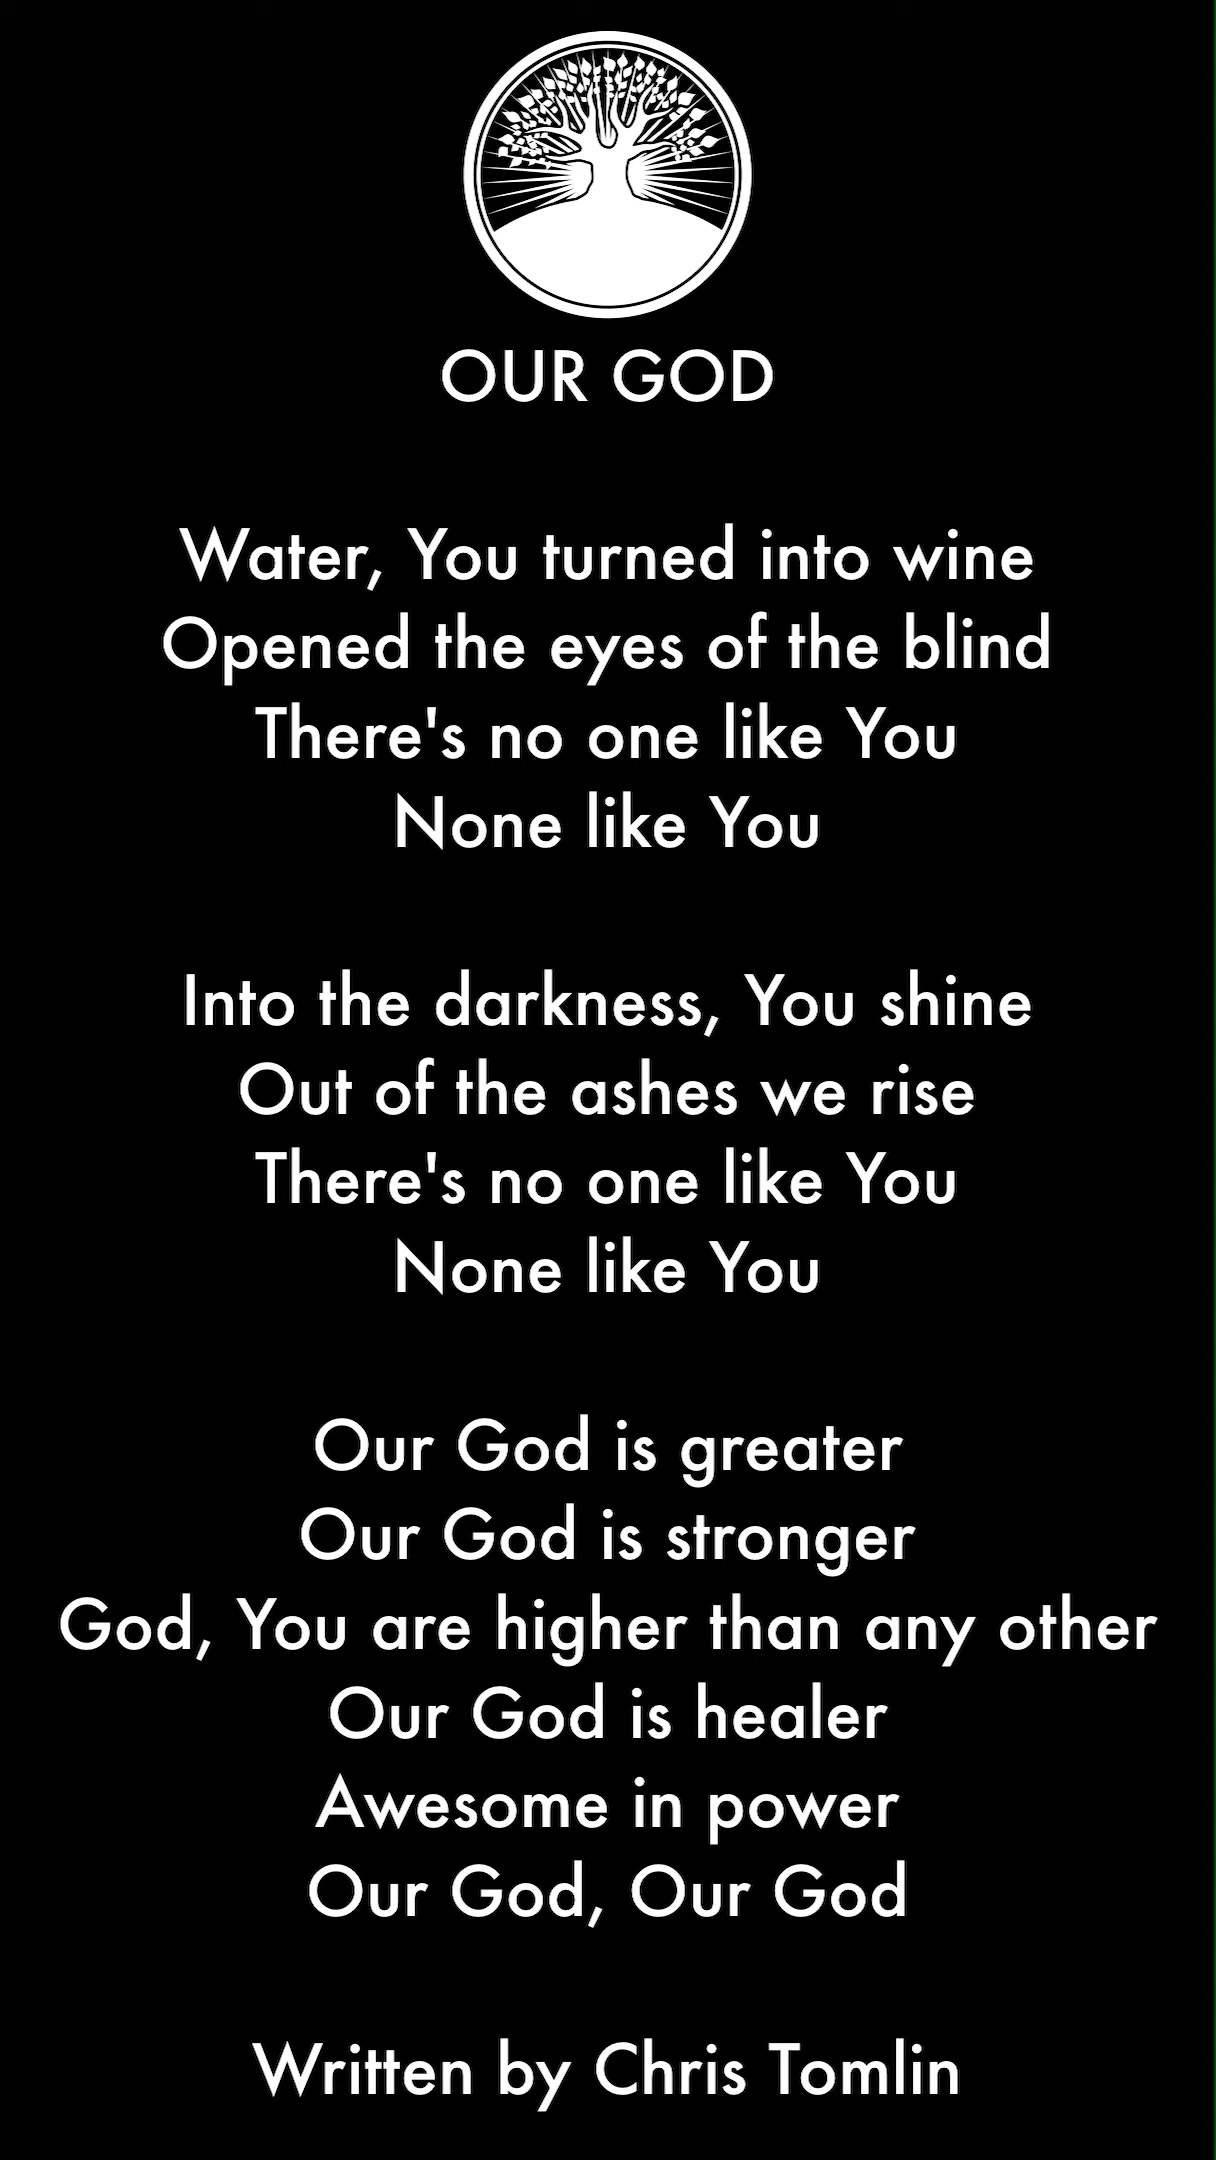 OUR GOD
Water, You turned into wine
Opened the eyes of the blind
There's no one like You
None like You
Into the darkness, You shine
Out of the ashes we rise
There's no one like You
None like You
Our God is greater
Our God is stronger
God, You are higher than any other
Our God is healer
Awesome in power
Our God, Our God
Written by Chris Tomlin